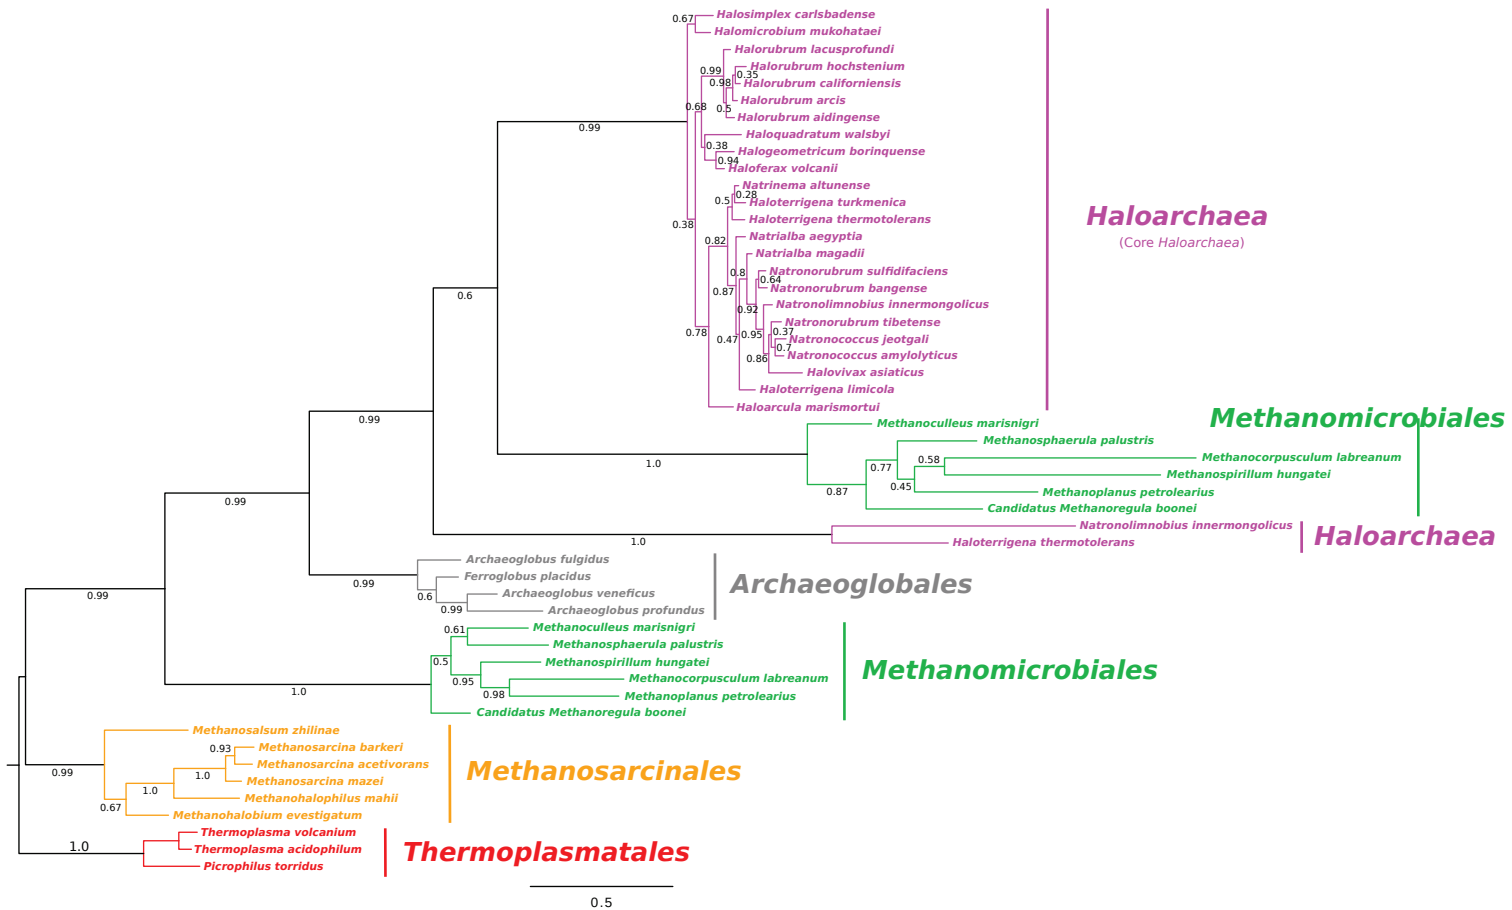 0.67
Halosimplex carlsbadense
Halomicrobium mukohataei
Halorubrum lacusprofundi
0.99
Halorubrum hochstenium
0.35
0.98
Halorubrum californiensis
Halorubrum arcis
0.68
0.5
Halorubrum aidingense
0.99
Haloquadratum walsbyi
0.38
Halogeometricum borinquense
0.94
Haloferax volcanii
Natrinema altunense
0.28
0.5
Haloterrigena turkmenica
Haloterrigena thermotolerans
0.38
Haloarchaea
(Core Haloarchaea)
0.82
Natrialba aegyptia
Natrialba magadii
0.8
Natronorubrum sulfidifaciens
0.64
0.87
Natronorubrum bangense
0.6
0.92
Natronolimnobius innermongolicus
Natronorubrum tibetense
0.78
0.47
0.95
0.37
Natronococcus jeotgali
0.7
0.86
Natronococcus amylolyticus
Halovivax asiaticus
Haloterrigena limicola
Haloarcula marismortui
0.99
Methanomicrobiales
Methanoculleus marisnigri
Methanosphaerula palustris
0.58
Methanocorpusculum labreanum
1.0
0.77
Methanospirillum hungatei
0.87
0.45
Methanoplanus petrolearius
0.99
Candidatus Methanoregula boonei
Natronolimnobius innermongolicus
Haloarchaea
1.0
Haloterrigena thermotolerans
Archaeoglobus fulgidus
Ferroglobus placidus
0.99
Archaeoglobales
0.99
0.6
Archaeoglobus veneficus
0.99
Archaeoglobus profundus
Methanoculleus marisnigri
0.61
Methanosphaerula palustris
0.5
Methanospirillum hungatei
Methanomicrobiales
0.95
Methanocorpusculum labreanum
1.0
0.98
Methanoplanus petrolearius
Candidatus Methanoregula boonei
Methanosalsum zhilinae
0.93
Methanosarcina barkeri
Methanosarcina acetivorans
0.99
1.0
Methanosarcinales
Methanosarcina mazei
1.0
Methanohalophilus mahii
0.67
Methanohalobium evestigatum
Thermoplasma volcanium
1.0
Thermoplasma acidophilum
Thermoplasmatales
Picrophilus torridus
0.5